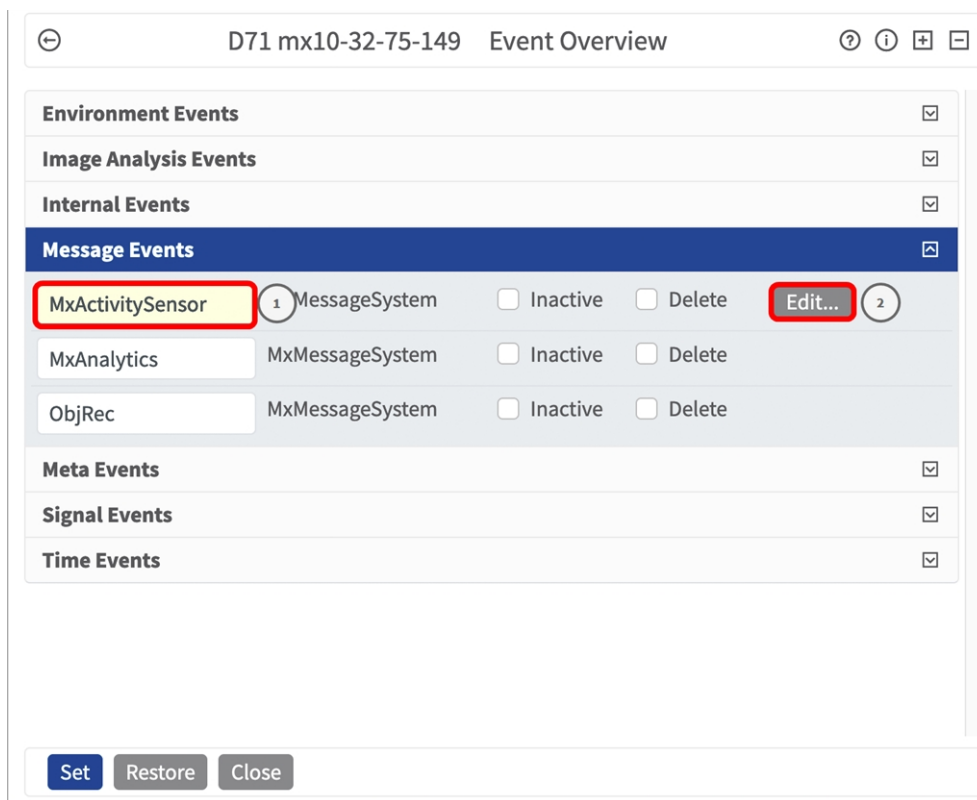 D71 mx10-32-75-149 Event Overview
Environment Events
Image Analysis Events
Internal Events
Message Events
MxActivitySensor 1 MessageSystem Inactive Delete Edit... 2
MxAnalytics MxMessageSystem Inactive Delete
ObjRec MxMessageSystem Inactive Delete
Meta Events
Signal Events
Time Events
Set Restore Close